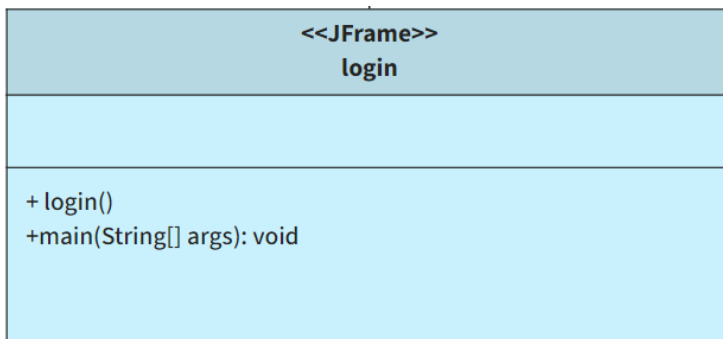 <<JFrame>>
login
+ login()
+main(String[] args): void